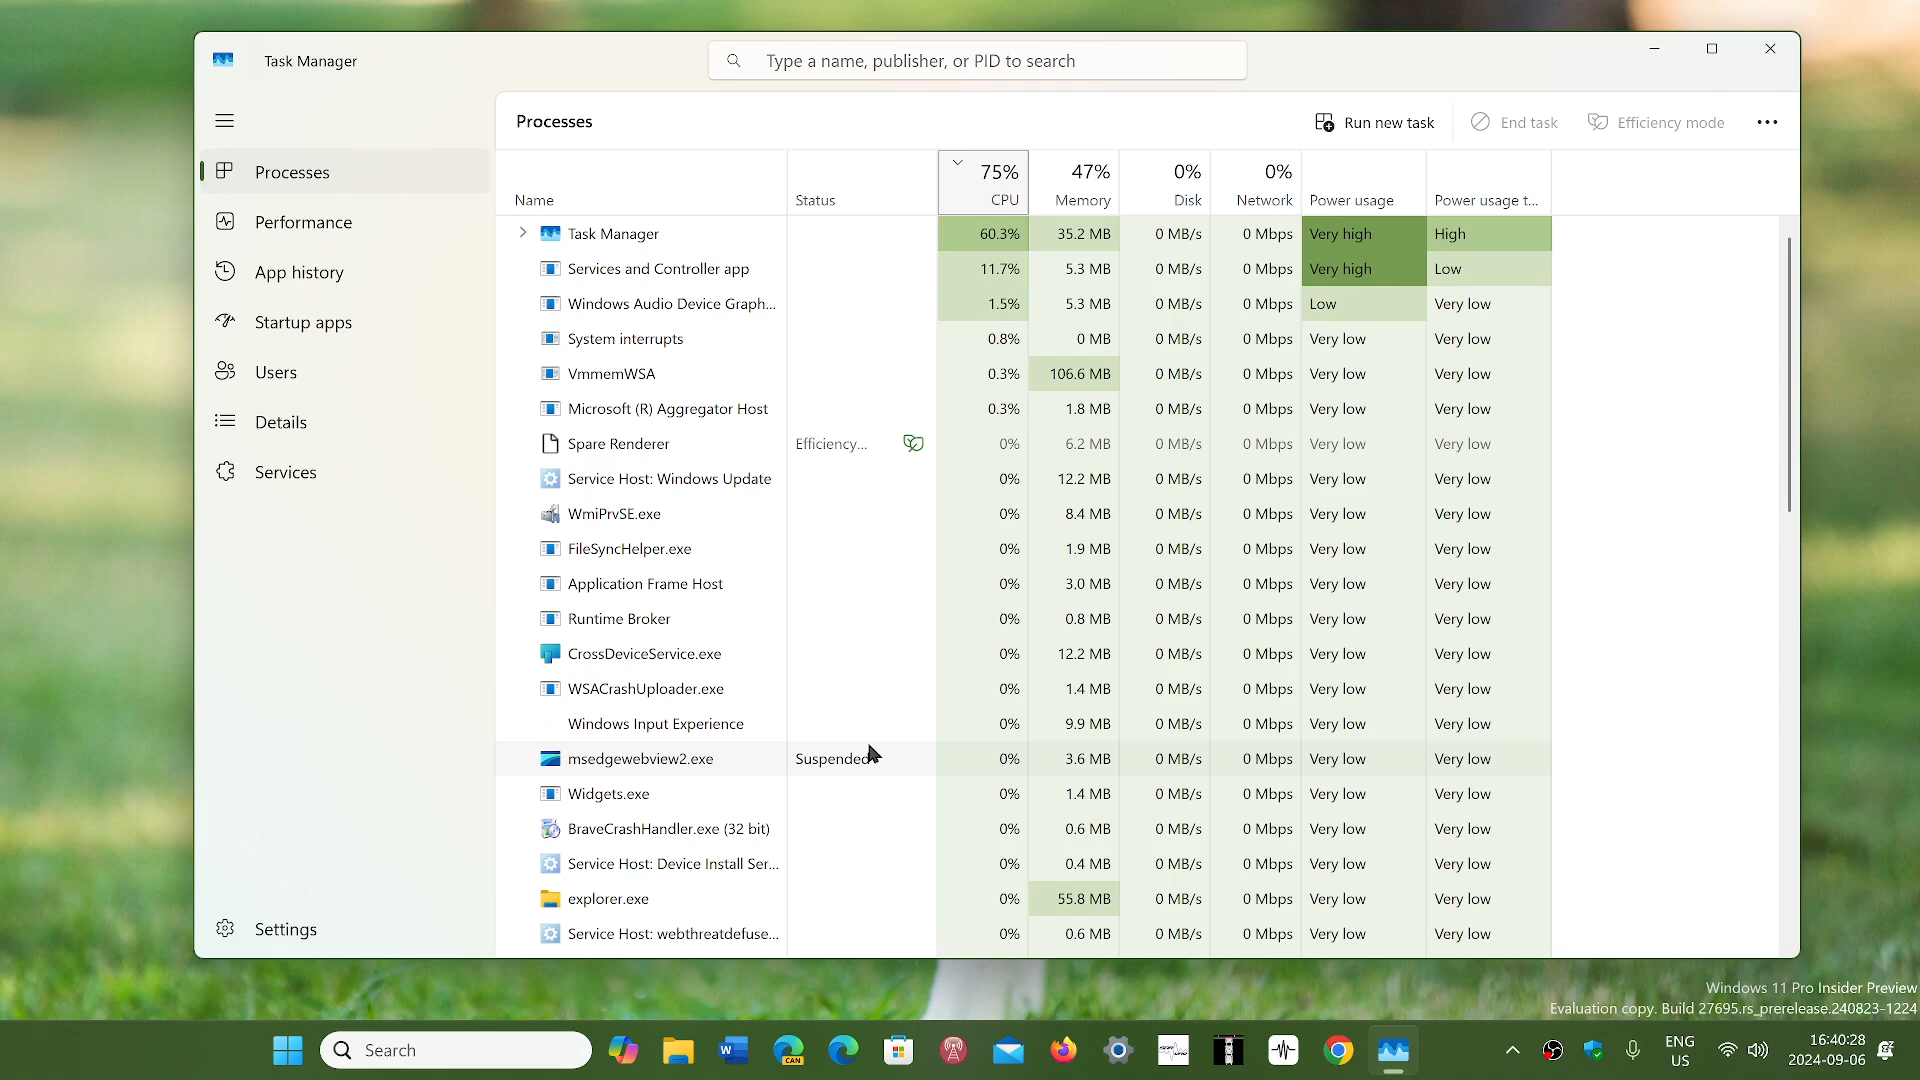 Task Manager
Type a name, publisher, or PID to search
Processes
Run new task
End task
Efficiency mode
Processes
Performance
App history
Startup apps
Users
Details
Services
Settings
75% 47% 0% 0%
Name Status CPU Memory Disk Network Power usage Power usage t...
Task Manager 60.3% 35.2 MB 0 MB/s 0 Mbps Very high High
Services and Controller app 11.7% 5.3 MB 0 MB/s 0 Mbps Very high Low
Windows Audio Device Graph... 1.5% 5.3 MB 0 MB/s 0 Mbps Low Very low
System interrupts 0.8% 0 MB 0 MB/s 0 Mbps Very low Very low
VmmemWSA 0.3% 106.6 MB 0 MB/s 0 Mbps Very low Very low
Microsoft (R) Aggregator Host 0.3% 1.8 MB 0 MB/s 0 Mbps Very low Very low
Spare Renderer Efficiency... 0% 6.2 MB 0 MB/s 0 Mbps Very low Very low
Service Host: Windows Update 0% 12.2 MB 0 MB/s 0 Mbps Very low Very low
WmiPrvSE.exe 0% 8.4 MB 0 MB/s 0 Mbps Very low Very low
FileSyncHelper.exe 0% 1.9 MB 0 MB/s 0 Mbps Very low Very low
Application Frame Host 0% 3.0 MB 0 MB/s 0 Mbps Very low Very low
Runtime Broker 0% 0.8 MB 0 MB/s 0 Mbps Very low Very low
CrossDeviceService.exe 0% 12.2 MB 0 MB/s 0 Mbps Very low Very low
WSACrashUploader.exe 0% 1.4 MB 0 MB/s 0 Mbps Very low Very low
Windows Input Experience 0% 9.9 MB 0 MB/s 0 Mbps Very low Very low
msedgewebview2.exe Suspended 0% 3.6 MB 0 MB/s 0 Mbps Very low Very low
Widgets.exe 0% 1.4 MB 0 MB/s 0 Mbps Very low Very low
BraveCrashHandler.exe (32 bit) 0% 0.6 MB 0 MB/s 0 Mbps Very low Very low
Service Host: Device Install Ser... 0% 0.4 MB 0 MB/s 0 Mbps Very low Very low
explorer.exe 0% 55.8 MB 0 MB/s 0 Mbps Very low Very low
Service Host: webthreatdefuse... 0% 0.6 MB 0 MB/s 0 Mbps Very low Very low
Windows 11 Pro Insider Preview
Evaluation copy. Build 27695.rs_prerelease.240823-1224
Search
W
CAN
ENG
US
16:40:28
2024-09-06